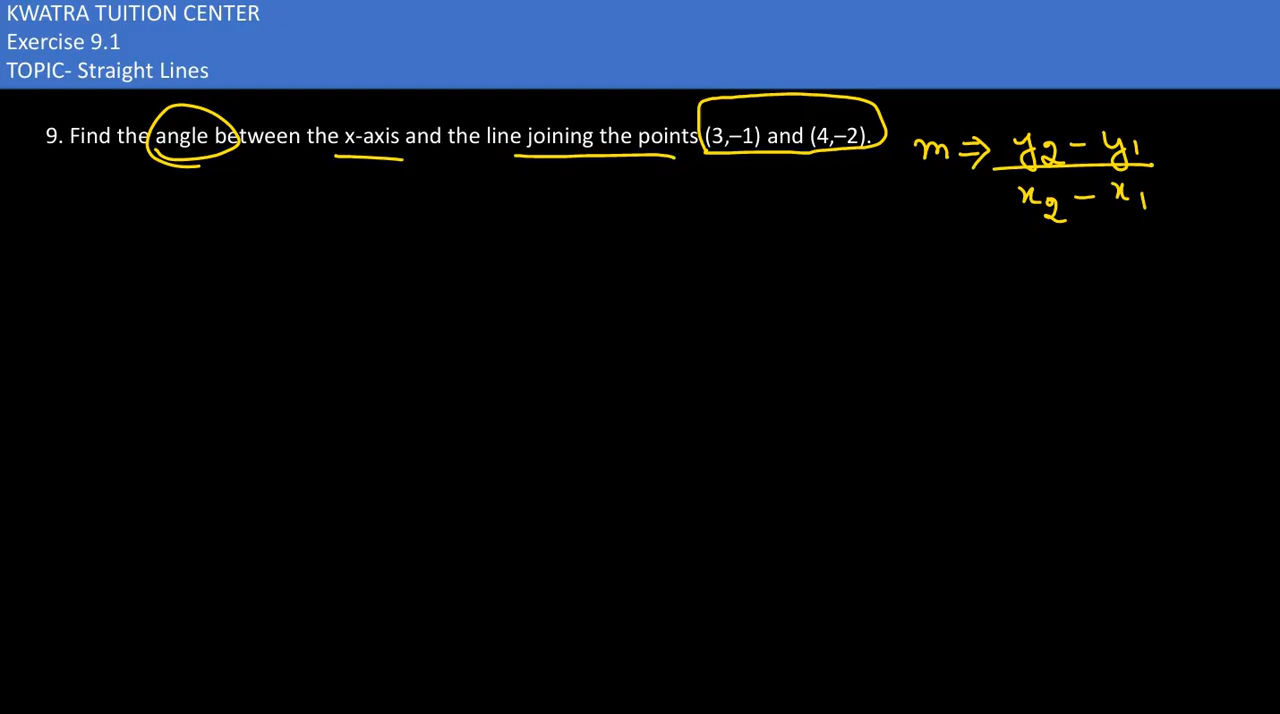 KWATRA TUITION CENTER
Exercise 9.1
TOPIC- Straight Lines
9. Find the angle between the x-axis and the line joining the points (3,–1) and (4,–2).
m ⇒ y2 - y1
x2 - x1